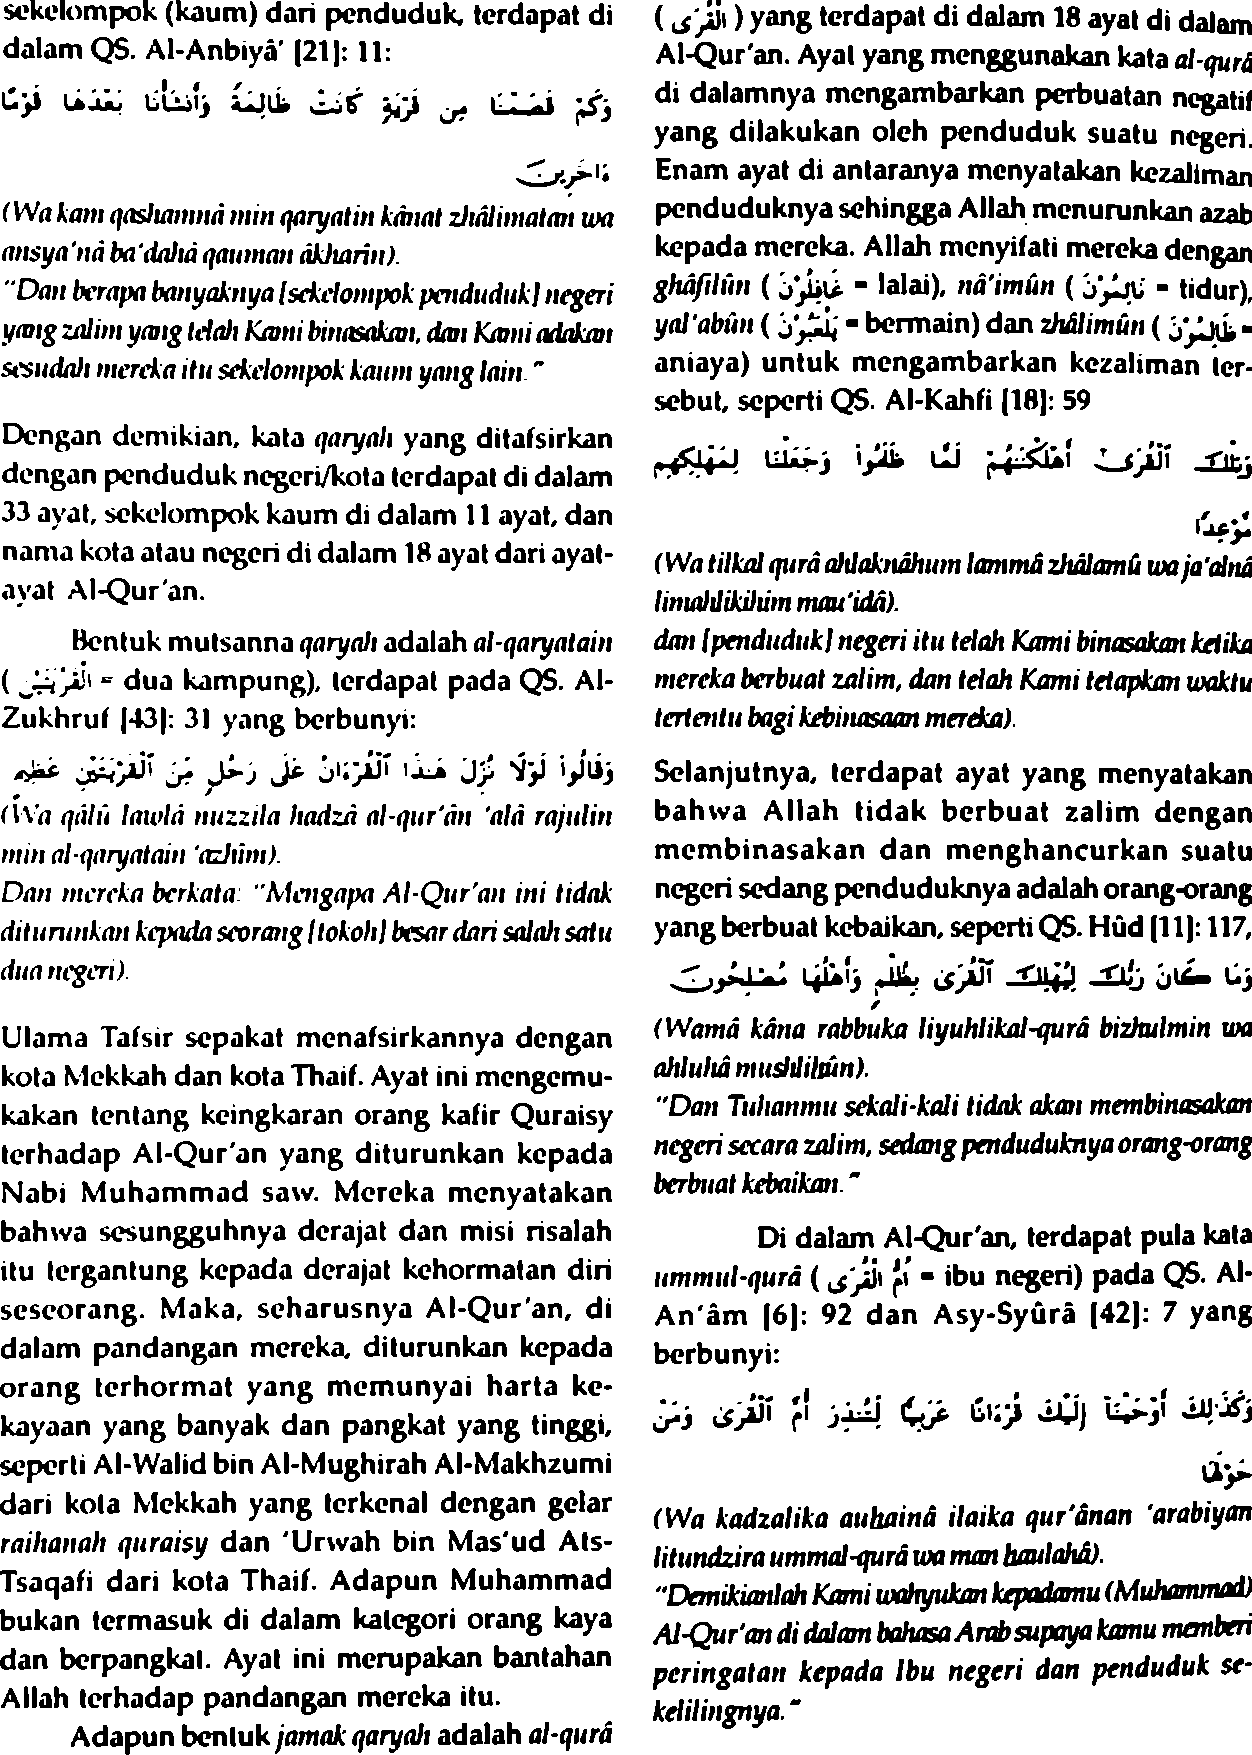 sekelompok (kaum) dari penduduk, terdapat di
dalam QS. Al-Anbiyâ' [21]: 11:
وَكَمْ قَصَمْنَا مِن قَرْيَةٍ كَانَتْ ظَالِمَةً وَأَنشَأْنَا بَعْدَهَا قَوْمًا
ءَاخَرِينَ
(Wa kam qashamnâ min qaryatin kânat zhâlimatan wa
ansya'nâ ba'dahâ qauman âkharîn).
"Dan berapa banyaknya [sekelompok penduduk] negeri
yang zalim yang telah Kami binasakan, dan Kami adakan
sesudah mereka itu sekelompok kaum yang lain."
Dengan demikian, kata qaryah yang ditafsirkan
dengan penduduk negeri/kota terdapat di dalam
33 ayat, sekelompok kaum di dalam 11 ayat, dan
nama kota atau negeri di dalam 18 ayat dari ayat-
ayat Al-Qur'an.
Bentuk mutsanna qaryah adalah al-qaryatain
( الْقَرْيَتَيْنِ = dua kampung), terdapat pada QS. Al-
Zukhruf [43]: 31 yang berbunyi:
وَقَالُوا۟ لَوْلَا نُزِّلَ هَـٰذَا ٱلْقُرْءَانُ عَلَىٰ رَجُلٍ مِّنَ ٱلْقَرْيَتَيْنِ عَظِيمٍ
(Wa qâlû lawlâ nuzzila hadzâ al-qur'ân 'alâ rajulin
min al-qaryatain 'azhîm).
Dan mereka berkata: "Mengapa Al-Qur'an ini tidak
diturunkan kepada seorang [tokoh] besar dari salah satu
dua negeri).
Ulama Tafsir sepakat menafsirkannya dengan
kota Mekkah dan kota Thaif. Ayat ini mengemu-
kakan tentang keingkaran orang kafir Quraisy
terhadap Al-Qur'an yang diturunkan kepada
Nabi Muhammad saw. Mereka menyatakan
bahwa sesungguhnya derajat dan misi risalah
itu tergantung kepada derajat kehormatan diri
seseorang. Maka, seharusnya Al-Qur'an, di
dalam pandangan mereka, diturunkan kepada
orang terhormat yang memunyai harta ke-
kayaan yang banyak dan pangkat yang tinggi,
seperti Al-Walid bin Al-Mughirah Al-Makhzumi
dari kota Mekkah yang terkenal dengan gelar
raihanah quraisy dan 'Urwah bin Mas'ud Ats-
Tsaqafi dari kota Thaif. Adapun Muhammad
bukan termasuk di dalam kategori orang kaya
dan berpangkat. Ayat ini merupakan bantahan
Allah terhadap pandangan mereka itu.
Adapun bentuk jamak qaryah adalah al-qurâ
( الْقُرَى ) yang terdapat di dalam 18 ayat di dalam
Al-Qur'an. Ayat yang menggunakan kata al-qurâ
di dalamnya mengambarkan perbuatan negatif
yang dilakukan oleh penduduk suatu negeri.
Enam ayat di antaranya menyatakan kezaliman
penduduknya sehingga Allah menurunkan azab
kepada mereka. Allah menyifati mereka dengan
ghâfilûn ( غَافِلُوْنَ = lalai), nâ'imûn ( نَائِمُوْنَ = tidur),
yal'abûn ( يَلْعَبُوْنَ = bermain) dan zhâlimûn ( ظَالِمُوْنَ =
aniaya) untuk mengambarkan kezaliman ter-
sebut, seperti QS. Al-Kahfi [18]: 59
وَتِلْكَ ٱلْقُرَىٰٓ أَهْلَكْنَـٰهُمْ لَمَّا ظَلَمُوا۟ وَجَعَلْنَا لِمَهْلِكِهِم
مَّوْعِدًا
(Wa tilkal qurâ ahlaknâhum lammâ zhâlamû wa ja'alnâ
limahlikihim mau'idâ).
dan [penduduk] negeri itu telah Kami binasakan ketika
mereka berbuat zalim, dan telah Kami tetapkan waktu
tertentu bagi kebinasaan mereka).
Selanjutnya, terdapat ayat yang menyatakan
bahwa Allah tidak berbuat zalim dengan
membinasakan dan menghancurkan suatu
negeri sedang penduduknya adalah orang-orang
yang berbuat kebaikan, seperti QS. Hûd [11]: 117,
وَمَا كَانَ رَبُّكَ لِيُهْلِكَ ٱلْقُرَىٰ بِظُلْمٍ وَأَهْلُهَا مُصْلِحُونَ
(Wamâ kâna rabbuka liyuhlikal-qurâ bizhulmin wa
ahluhâ mushlihûn).
"Dan Tuhanmu sekali-kali tidak akan membinasakan
negeri secara zalim, sedang penduduknya orang-orang
berbuat kebaikan."
Di dalam Al-Qur'an, terdapat pula kata
ummul-qurâ ( أُمُّ الْقُرَى = ibu negeri) pada QS. Al-
An'âm [6]: 92 dan Asy-Syûrâ [42]: 7 yang
berbunyi:
وَكَذَٰلِكَ أَوْحَيْنَآ إِلَيْكَ قُرْءَانًا عَرَبِيًّا لِّتُنذِرَ أُمَّ ٱلْقُرَىٰ وَمَنْ
حَوْلَهَا
(Wa kadzalika auhainâ ilaika qur'ânan 'arabiyan
litundzira ummal-qurâ wa man haulahâ).
"Demikianlah Kami wahyukan kepadamu (Muhammad)
Al-Qur'an di dalam bahasa Arab supaya kamu memberi
peringatan kepada Ibu negeri dan penduduk se-
kelilingnya."